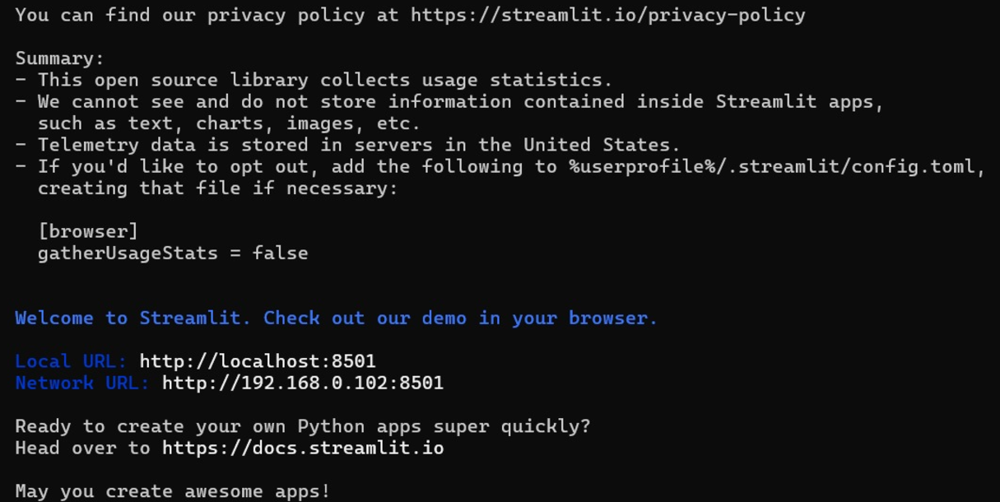 You can find our privacy policy at https://streamlit.io/privacy-policy
Summary:
- This open source library collects usage statistics.
- We cannot see and do not store information contained inside Streamlit apps,
such as text, charts, images, etc.
- Telemetry data is stored in servers in the United States.
- If you'd like to opt out, add the following to %userprofile%/.streamlit/config.toml,
creating that file if necessary:
[browser]
gatherUsageStats = false
Welcome to Streamlit. Check out our demo in your browser.
Local URL: http://localhost:8501
Network URL: http://192.168.0.102:8501
Ready to create your own Python apps super quickly?
Head over to https://docs.streamlit.io
May you create awesome apps!